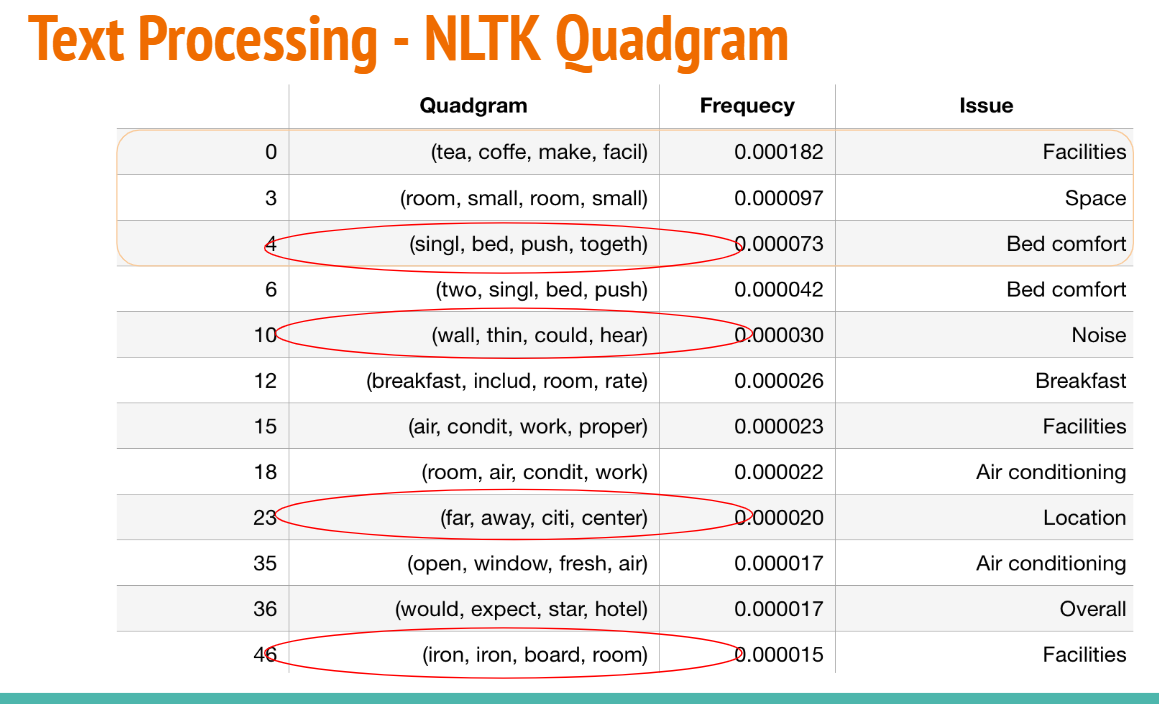 Text Processing - NLTK Quadgram
Quadgram Frequecy Issue
0 (tea, coffe, make, facil) 0.000182 Facilities
3 (room, small, room, small) 0.000097 Space
4 (singl, bed, push, togeth) 0.000073 Bed comfort
6 (two, singl, bed, push) 0.000042 Bed comfort
10 (wall, thin, could, hear) 0.000030 Noise
12 (breakfast, includ, room, rate) 0.000026 Breakfast
15 (air, condit, work, proper) 0.000023 Facilities
18 (room, air, condit, work) 0.000022 Air conditioning
23 (far, away, citi, center) 0.000020 Location
35 (open, window, fresh, air) 0.000017 Air conditioning
36 (would, expect, star, hotel) 0.000017 Overall
46 (iron, iron, board, room) 0.000015 Facilities